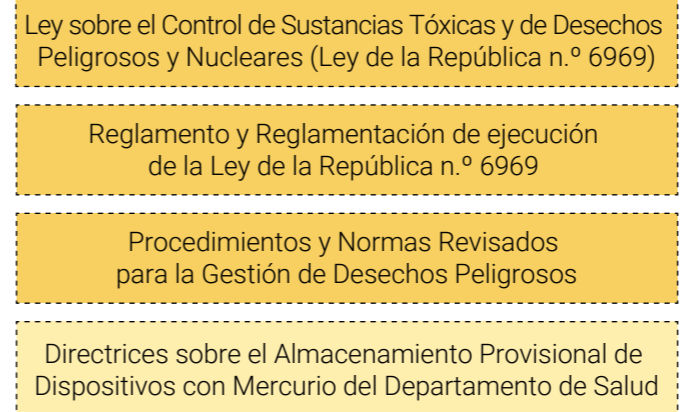 Ley sobre el Control de Sustancias Tóxicas y de Desechos
Peligrosos y Nucleares (Ley de la República n.º 6969)
Reglamento y Reglamentación de ejecución
de la Ley de la República n.º 6969
Procedimientos y Normas Revisados
para la Gestión de Desechos Peligrosos
Directrices sobre el Almacenamiento Provisional de
Dispositivos con Mercurio del Departamento de Salud